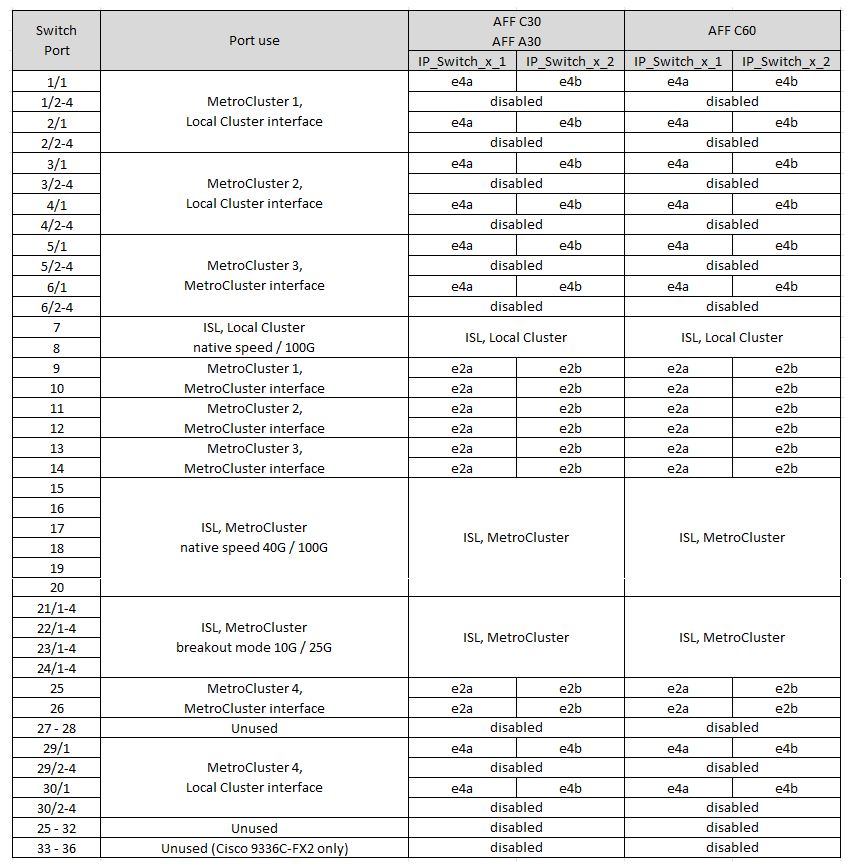 Switch Port Port use AFF C30 AFF A30 AFF C60
IP_Switch_x_1 IP_Switch_x_2 IP_Switch_x_1 IP_Switch_x_2
1/1 MetroCluster 1, Local Cluster interface e4a e4b e4a e4b
1/2-4 disabled disabled
2/1 e4a e4b e4a e4b
2/2-4 disabled disabled
3/1 MetroCluster 2, Local Cluster interface e4a e4b e4a e4b
3/2-4 disabled disabled
4/1 e4a e4b e4a e4b
4/2-4 disabled disabled
5/1 MetroCluster 3, MetroCluster interface e4a e4b e4a e4b
5/2-4 disabled disabled
6/1 e4a e4b e4a e4b
6/2-4 disabled disabled
7 ISL, Local Cluster native speed / 100G ISL, Local Cluster ISL, Local Cluster
8
9 MetroCluster 1, e2a e2b e2a e2b
10 MetroCluster interface e2a e2b e2a e2b
11 MetroCluster 2, e2a e2b e2a e2b
12 MetroCluster interface e2a e2b e2a e2b
13 MetroCluster 3, e2a e2b e2a e2b
14 MetroCluster interface e2a e2b e2a e2b
15 ISL, MetroCluster native speed 40G / 100G ISL, MetroCluster ISL, MetroCluster
16
17
18
19
20
21/1-4 ISL, MetroCluster breakout mode 10G / 25G ISL, MetroCluster ISL, MetroCluster
22/1-4
23/1-4
24/1-4
25 MetroCluster 4, e2a e2b e2a e2b
26 MetroCluster interface e2a e2b e2a e2b
27 - 28 Unused disabled disabled
29/1 MetroCluster 4, Local Cluster interface e4a e4b e4a e4b
29/2-4 disabled disabled
30/1 e4a e4b e4a e4b
30/2-4 disabled disabled
25 - 32 Unused disabled disabled
33 - 36 Unused (Cisco 9336C-FX2 only) disabled disabled